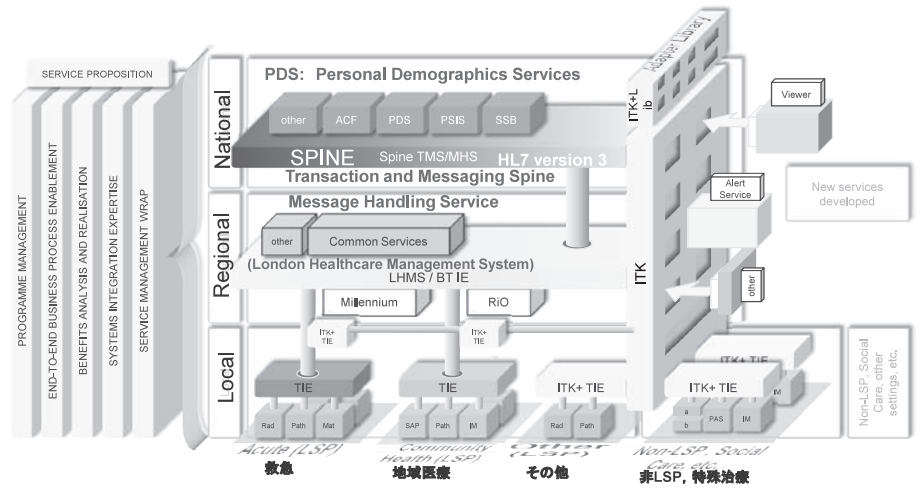 SERVICE PROPOSITION
PROGRAMME MANAGEMENT
END-TO-END BUSINESS PROCESS ENABLEMENT
BENEFITS ANALYSIS AND REALISATION
SYSTEMS INTEGRATION EXPERTISE
SERVICE MANAGEMENT WRAP
National
PDS: Personal Demographics Services
other
ACF
PDS
PSIS
SSB
SPINE
Spine TMS/MHS
HL7 version 3
Transaction and Messaging Spine
Regional
Message Handling Service
other
Common Services
(London Healthcare Management System)
LHMS / BT IE
Millennium
RiO
ITK+
TIE
ITK+
TIE
Local
TIE
Rad
Path
Mat
Acute (LSP)
救急
TIE
SAP
Path
IM
Community
Health (LSP)
地域医療
ITK+ TIE
Rad
Path
Other
(LSP)
その他
ITK+ TIE
IM
ITK+ TIE
a
b
PAS
IM
Non-LSP, Social
Care, etc.
非LSP，特殊治療
Adapter Library
ITK+L
ib
ITK
Viewer
Alert
Service
other
New services
developed
Non-LSP, Social
Care, other
settings, etc.